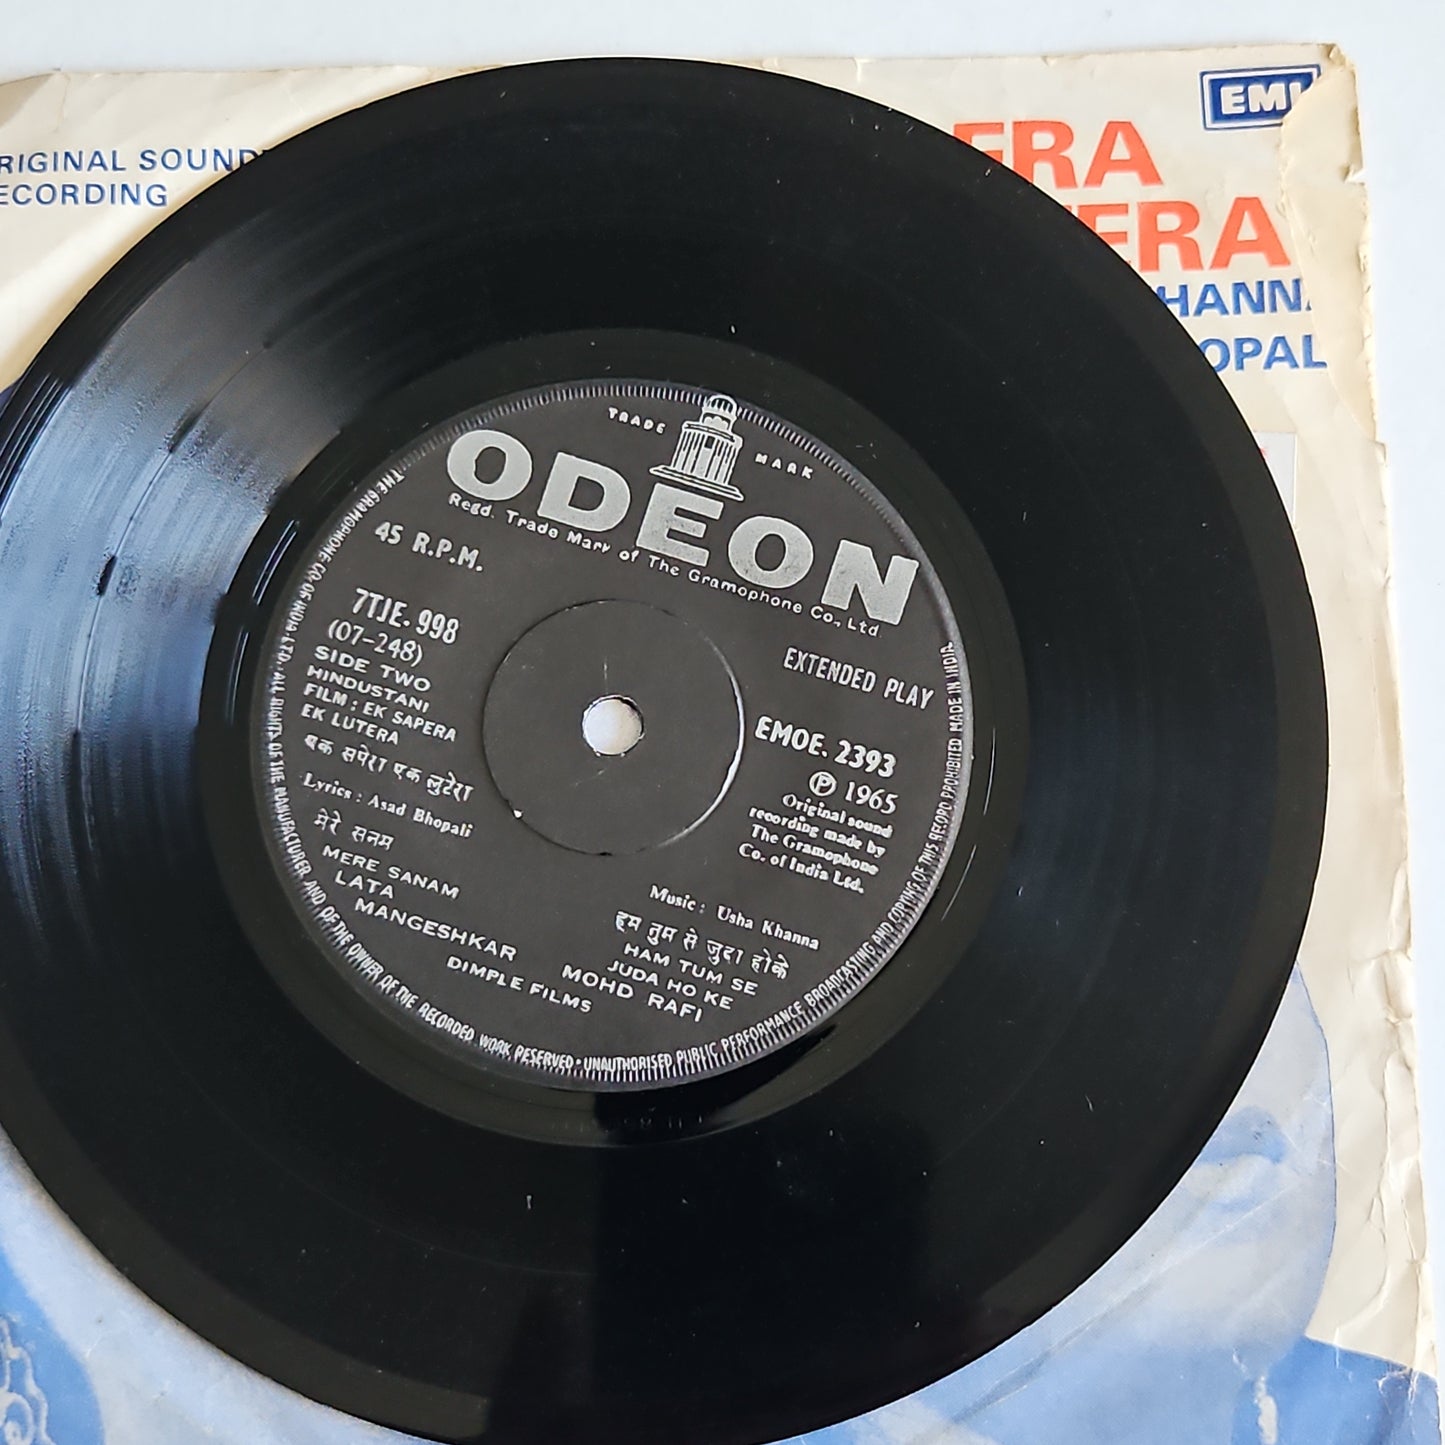 RIGINAL SOUND
ECORDING
EMI
ERA
TERA
HANNA
OPAL
TRADE MARK
ODEON
Regd. Trade Mark of The Gramophone Co., Ltd.
45 R.P.M.
7TJE. 998
(07-248)
SIDE TWO
HINDUSTANI
FILM : EK SAPERA
EK LUTERA
एक सपेरा एक लुटेरा
Lyrics : Asad Bhopali
मेरे सनम
MERE SANAM
LATA
MANGESHKAR
DIMPLE FILMS
EXTENDED PLAY
EMOE. 2393
Ⓟ 1965
Original sound
recording made by
The Gramophone
Co. of India Ltd.
Music : Usha Khanna
हम तुम से जुदा होके
HAM TUM SE
JUDA HO KE
MOHD RAFI
THE GRAMOPHONE CO. OF INDIA LTD. ALL RIGHTS OF THE MANUFACTURER AND OF THE OWNER OF THE RECORDED WORK RESERVED • UNAUTHORISED PUBLIC PERFORMANCE BROADCASTING AND COPYING OF THIS RECORD PROHIBITED MADE IN INDIA